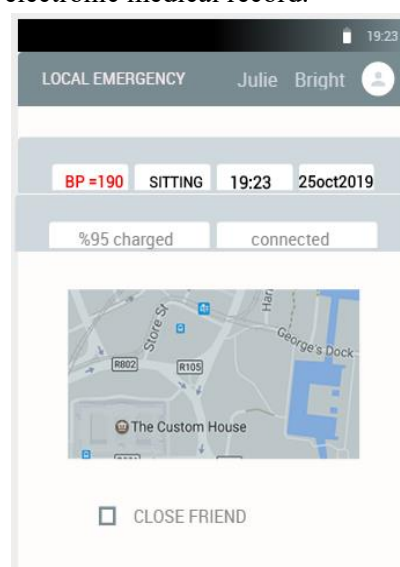 electronic medical record.
19:23
LOCAL EMERGENCY Julie Bright
BP =190 SITTING 19:23 25oct2019
%95 charged connected
Store St
Har
George's Dock
R802
R105
The Custom House
CLOSE FRIEND